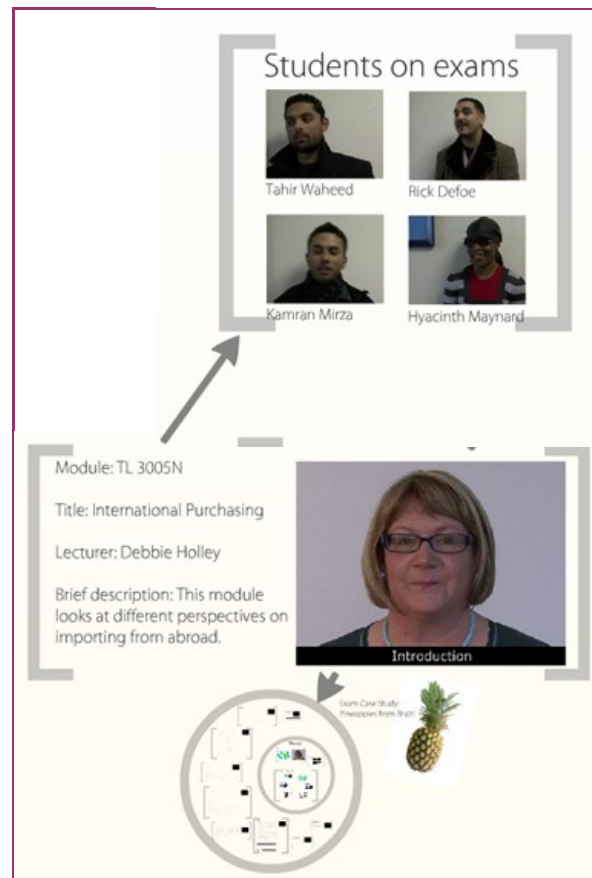 Students on exams
Tahir Waheed
Rick Defoe
Kamran Mirza
Hyacinth Maynard
Module: TL 3005N
Title: International Purchasing
Lecturer: Debbie Holley
Brief description: This module
looks at different perspectives on
importing from abroad.
Introduction
Exam Case Study:
Pineapples from Brazil